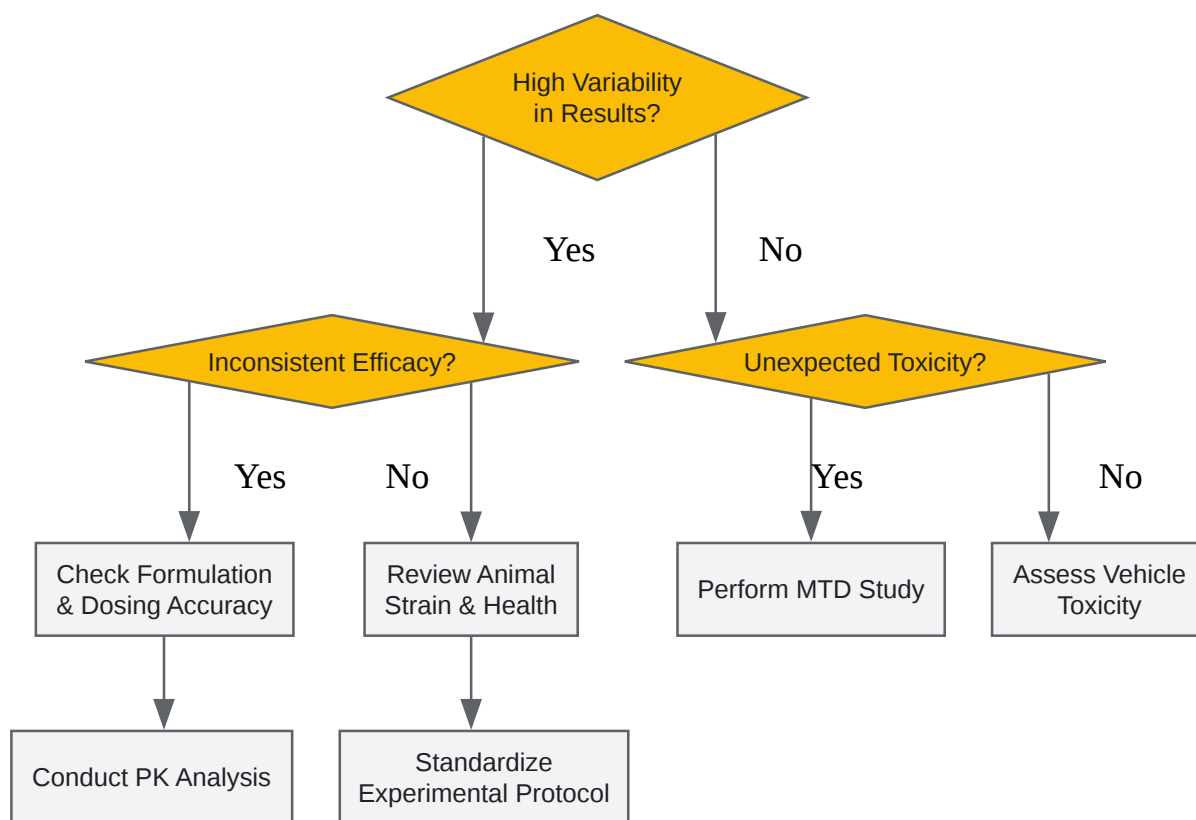 High Variability
in Results?
Yes
No
Inconsistent Efficacy?
Unexpected Toxicity?
Yes
No
Yes
No
Check Formulation
& Dosing Accuracy
Review Animal
Strain & Health
Perform MTD Study
Assess Vehicle
Toxicity
Conduct PK Analysis
Standardize
Experimental Protocol